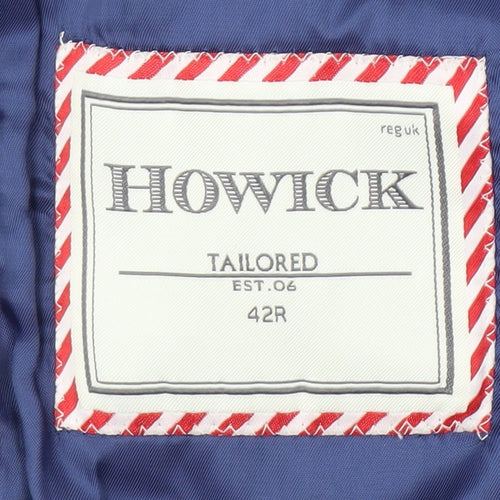 reg uk
HOWICK
TAILORED
EST.06
42R